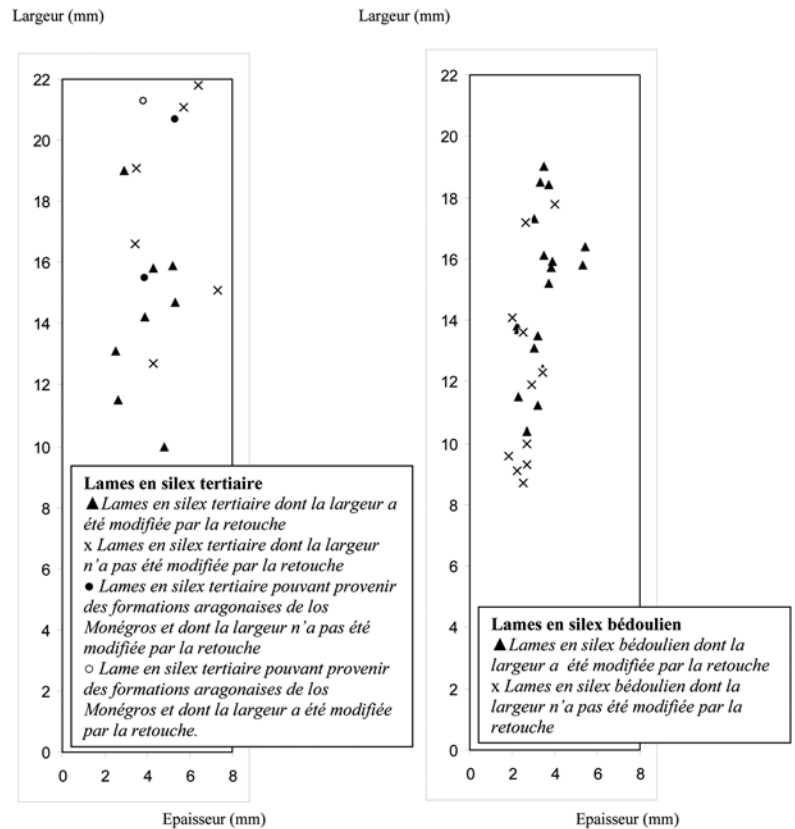 Largeur (mm)
Largeur (mm)
22
20
18
16
14
12
10
8
6
4
2
0
0 2 4 6 8
Lames en silex tertiaire
▲Lames en silex tertiaire dont la largeur a
été modifiée par la retouche
x Lames en silex tertiaire dont la largeur
n'a pas été modifiée par la retouche
● Lames en silex tertiaire pouvant provenir
des formations aragonaises de los
Monégros et dont la largeur n'a pas été
modifiée par la retouche
○ Lame en silex tertiaire pouvant provenir
des formations aragonaises de los
Monégros et dont la largeur a été modifiée
par la retouche.
Epaisseur (mm)
22
20
18
16
14
12
10
8
6
4
2
0
0 2 4 6 8
Lames en silex bédoulien
▲Lames en silex bédoulien dont la
largeur a été modifiée par la retouche
x Lames en silex bédoulien dont la
largeur n'a pas été modifiée par la
retouche
Epaisseur (mm)